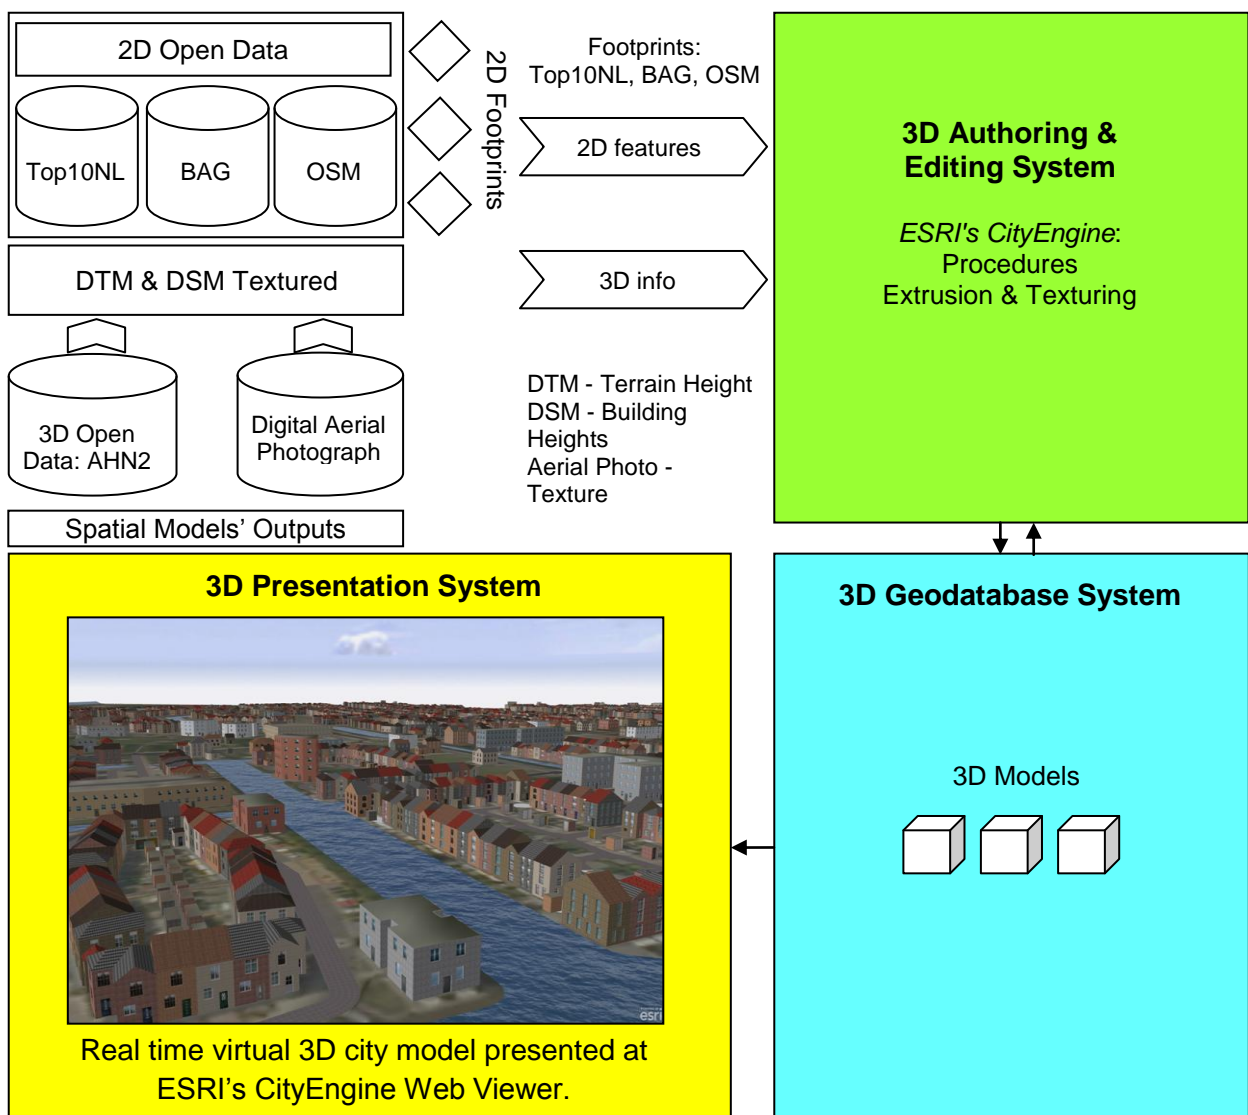 2D Open Data
Top10NL
BAG
OSM
2D Footprints
Footprints:
Top10NL, BAG, OSM
2D features
3D info
DTM & DSM Textured
3D Open
Data: AHN2
Digital Aerial
Photograph
DTM - Terrain Height
DSM - Building
Heights
Aerial Photo -
Texture
Spatial Models’ Outputs
3D Authoring &
Editing System
ESRI's CityEngine:
Procedures
Extrusion & Texturing
3D Presentation System
esri
Real time virtual 3D city model presented at
ESRI’s CityEngine Web Viewer.
3D Geodatabase System
3D Models